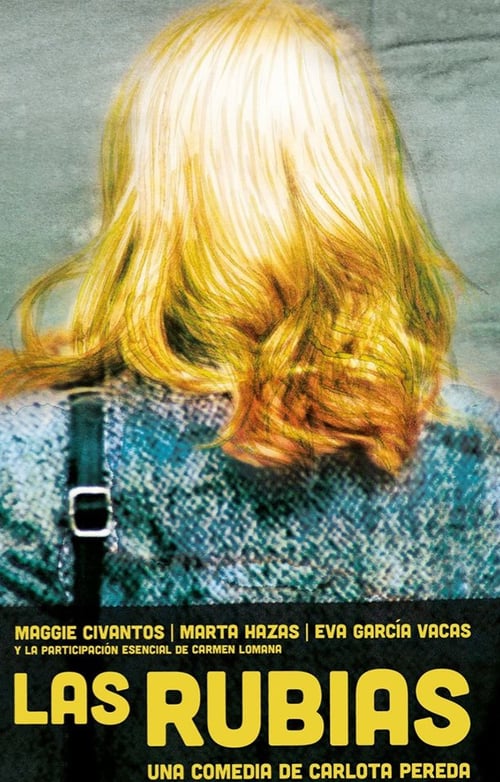 MAGGIE CIVANTOS | MARTA HAZAS | EVA GARCÍA VACAS
Y LA PARTICIPACIÓN ESENCIAL DE CARMEN LOMANA
LAS RUBIAS
UNA COMEDIA DE CARLOTA PEREDA